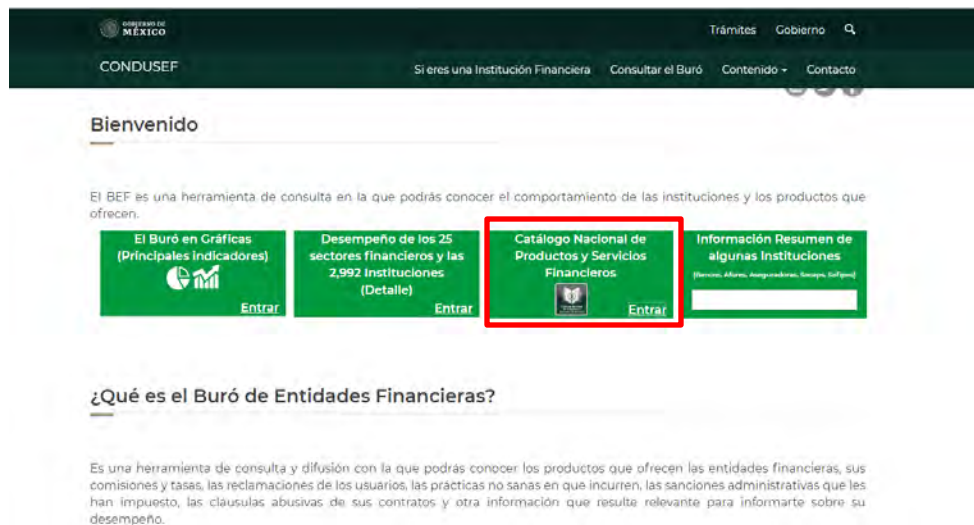 GOBIERNO DE
MÉXICO
Trámites Gobierno
CONDUSEF
Si eres una Institución Financiera Consultar el Buró Contenido Contacto
Bienvenido
El BEF es una herramienta de consulta en la que podrás conocer el comportamiento de las instituciones y los productos que
ofrecen.
El Buró en Gráficas
(Principales indicadores)
Entrar
Desempeño de los 25
sectores financieros y las
2,992 Instituciones
(Detalle)
Entrar
Catálogo Nacional de
Productos y Servicios
Financieros
Entrar
Información Resumen de
algunas Instituciones
(Bancos, Afores, Aseguradoras, Socaps, Sofipos)
¿Qué es el Buró de Entidades Financieras?
Es una herramienta de consulta y difusión con la que podrás conocer los productos que ofrecen las entidades financieras, sus
comisiones y tasas, las reclamaciones de los usuarios, las prácticas no sanas en que incurren, las sanciones administrativas que les
han impuesto, las cláusulas abusivas de sus contratos y otra información que resulte relevante para informarte sobre su
desempeño.